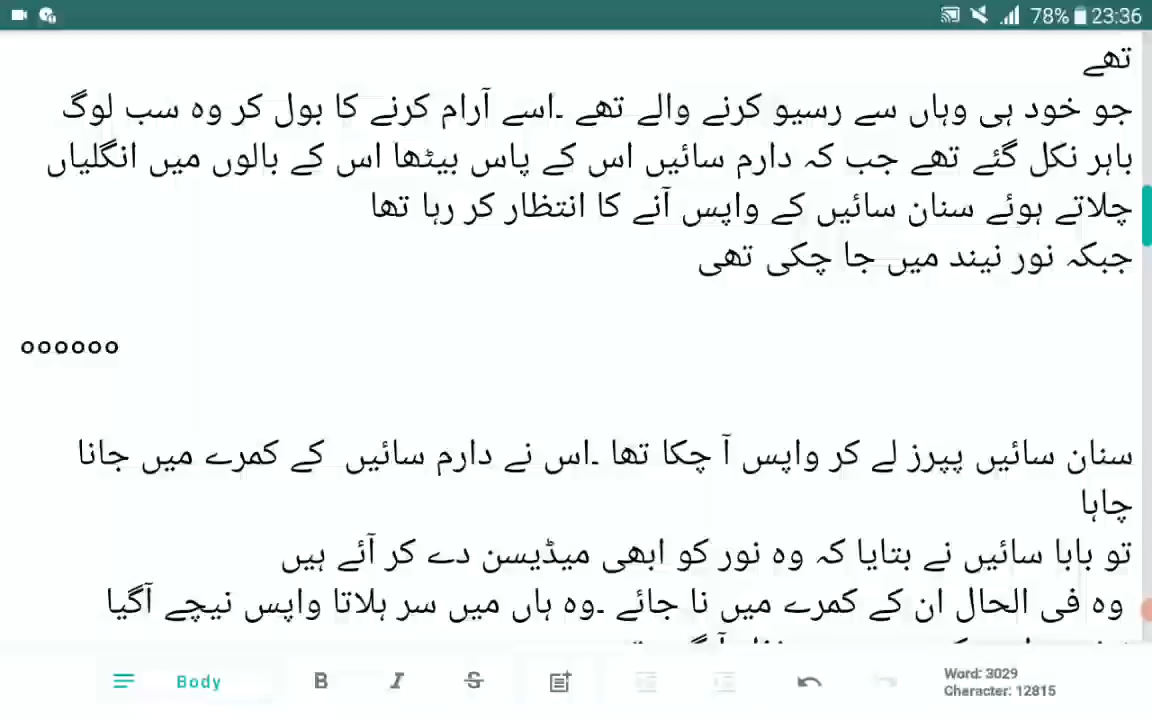 78% 23:36
تھے
جو خود ہی وہاں سے رسیو کرنے والے تھے ۔اسے آرام کرنے کا بول کر وہ سب لوگ
باہر نکل گئے تھے جب کہ دارم سائیں اس کے پاس بیٹھا اس کے بالوں میں انگلیاں
چلاتے ہوئے سنان سائیں کے واپس آنے کا انتظار کر رہا تھا
جبکہ نور نیند میں جا چکی تھی
oooooo
سنان سائیں پپرز لے کر واپس آ چکا تھا ۔اس نے دارم سائیں  کے کمرے میں جانا
چاہا
تو بابا سائیں نے بتایا کہ وہ نور کو ابھی میڈیسن دے کر آئے ہیں
وہ فی الحال ان کے کمرے میں نا جائے ۔وہ ہاں میں سر ہلاتا واپس نیچے آگیا
Body B I S Word: 3029
Character: 12815